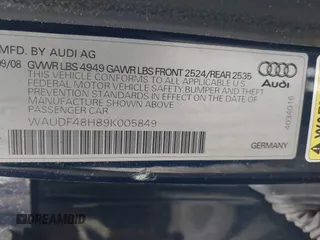 MFD. BY AUDI AG
09/08 GVWR LBS 4949 GAWR LBS FRONT 2524/REAR 2535
THIS VEHICLE CONFORMS TO ALL APPLICABLE U.S.
FEDERAL MOTOR VEHICLE SAFETY, BUMPER, AND
THEFT PREVENTION STANDARDS IN EFFECT ON THE
DATE OF MANUFACTURE SHOWN ABOVE.
PASSENGER CAR
WAUDF48H89K005849
GERMANY
Audi
4034016
DREAMBID